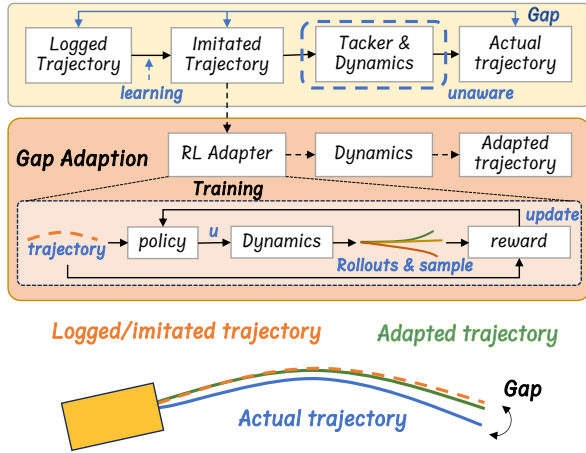 Gap
Logged
Trajectory
Imitated
Trajectory
Tacker &
Dynamics
Actual
trajectory
learning
unaware
Gap Adaption
RL Adapter
Dynamics
Adapted
trajectory
Training
update
trajectory
policy
u
Dynamics
Rollouts & sample
reward
Logged/imitated trajectory
Adapted trajectory
Gap
Actual trajectory